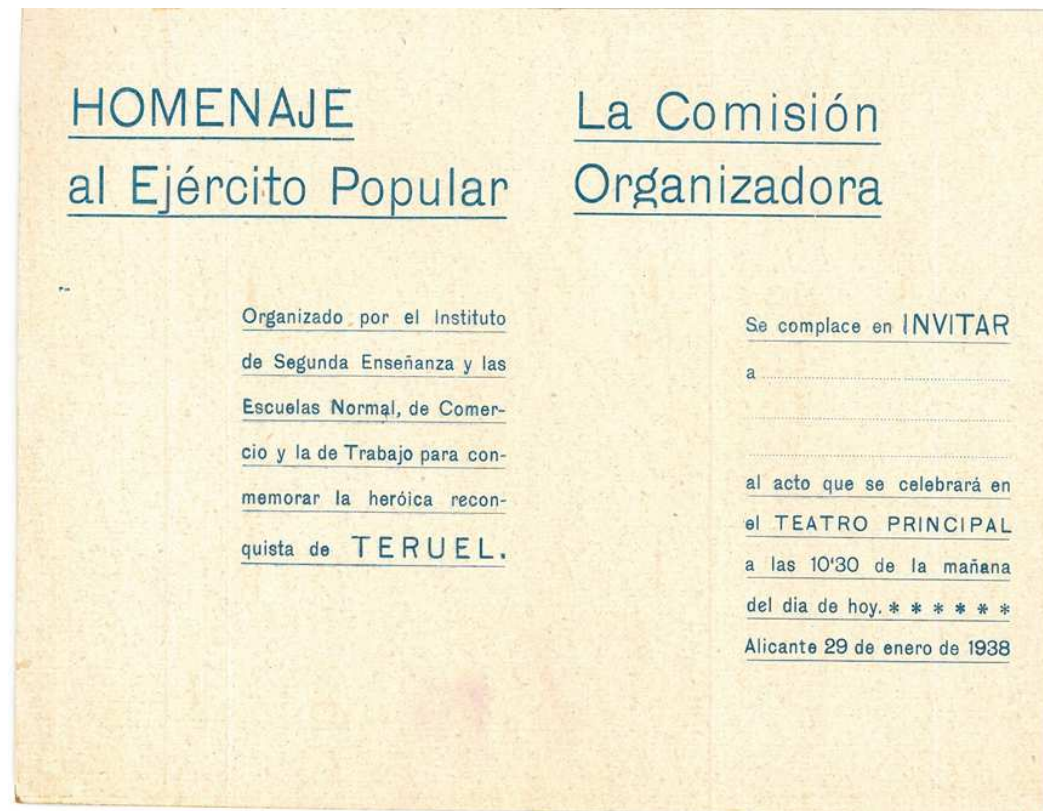 HOMENAJE
al Ejército Popular
Organizado por el Instituto
de Segunda Enseñanza y las
Escuelas Normal, de Comer-
cio y la de Trabajo para con-
memorar la heróica recon-
quista de TERUEL.
La Comisión
Organizadora
Se complace en INVITAR
a
al acto que se celebrará en
el TEATRO PRINCIPAL
a las 10'30 de la mañana
del dia de hoy. * * * * * *
Alicante 29 de enero de 1938